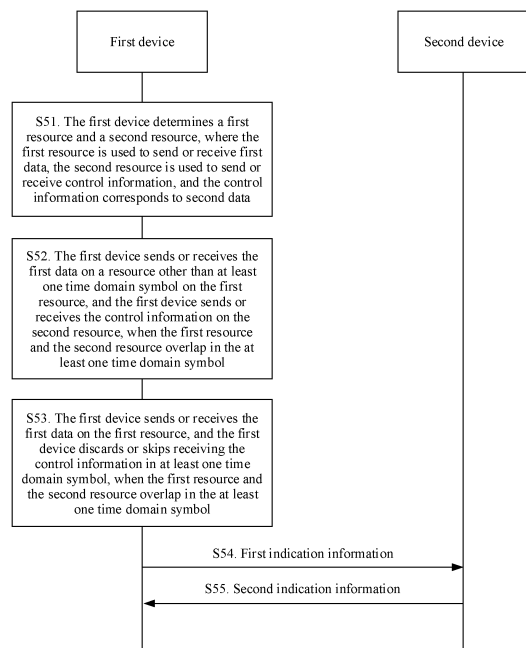 First device
Second device
S51. The first device determines a first
resource and a second resource, where the
first resource is used to send or receive first
data, the second resource is used to send or
receive control information, and the control
information corresponds to second data
S52. The first device sends or receives the
first data on a resource other than at least
one time domain symbol on the first
resource, and the first device sends or
receives the control information on the
second resource, when the first resource
and the second resource overlap in the at
least one time domain symbol
S53. The first device sends or receives the
first data on the first resource, and the first
device discards or skips receiving the
control information in at least one time
domain symbol, when the first resource and
the second resource overlap in the at least
one time domain symbol
S54. First indication information
S55. Second indication information